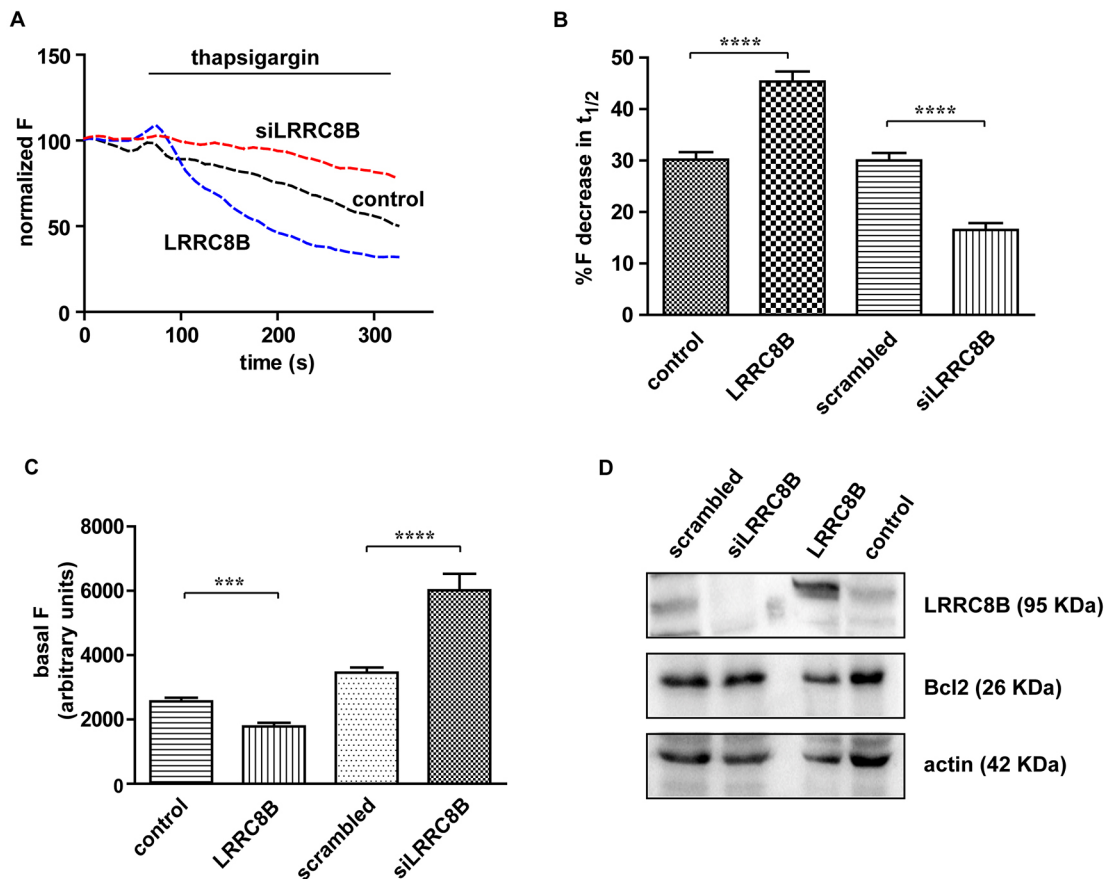 A
thapsigargin
150
100
50
0
normalized F
siLRRC8B
control
LRRC8B
0 100 200 300
time (s)
B
50
40
30
20
10
0
%F decrease in t1/2
****
****
control
LRRC8B
scrambled
siLRRC8B
C
8000
6000
4000
2000
0
basal F
(arbitrary units)
***
****
control
LRRC8B
scrambled
siLRRC8B
D
scrambled
siLRRC8B
LRRC8B
control
LRRC8B (95 KDa)
Bcl2 (26 KDa)
actin (42 KDa)